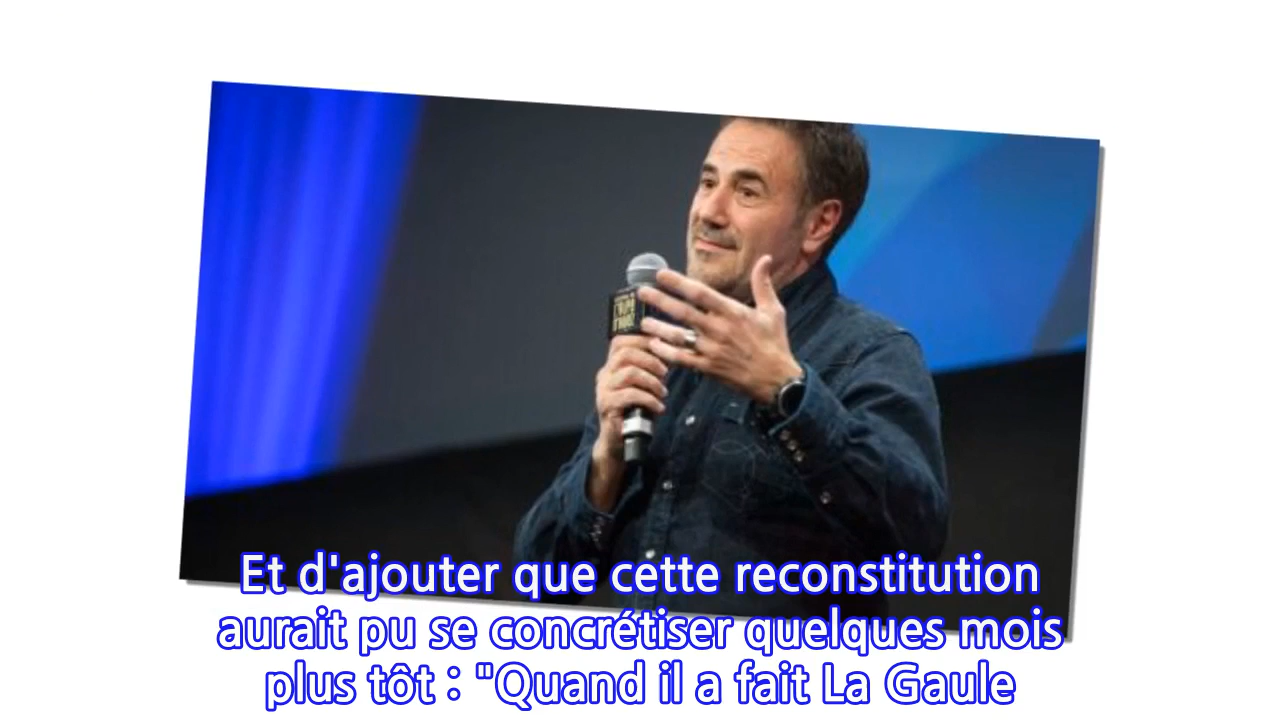 Et d'ajouter que cette reconstitution
aurait pu se concrétiser quelques mois
plus tôt : "Quand il a fait La Gaule